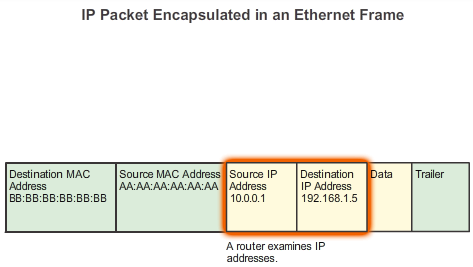 IP Packet Encapsulated in an Ethernet Frame
Destination MAC
Address
BB:BB:BB:BB:BB:BB
Source MAC Address
AA:AA:AA:AA:AA:AA
Source IP
Address
10.0.0.1
Destination
IP Address
192.168.1.5
Data
Trailer
A router examines IP
addresses.